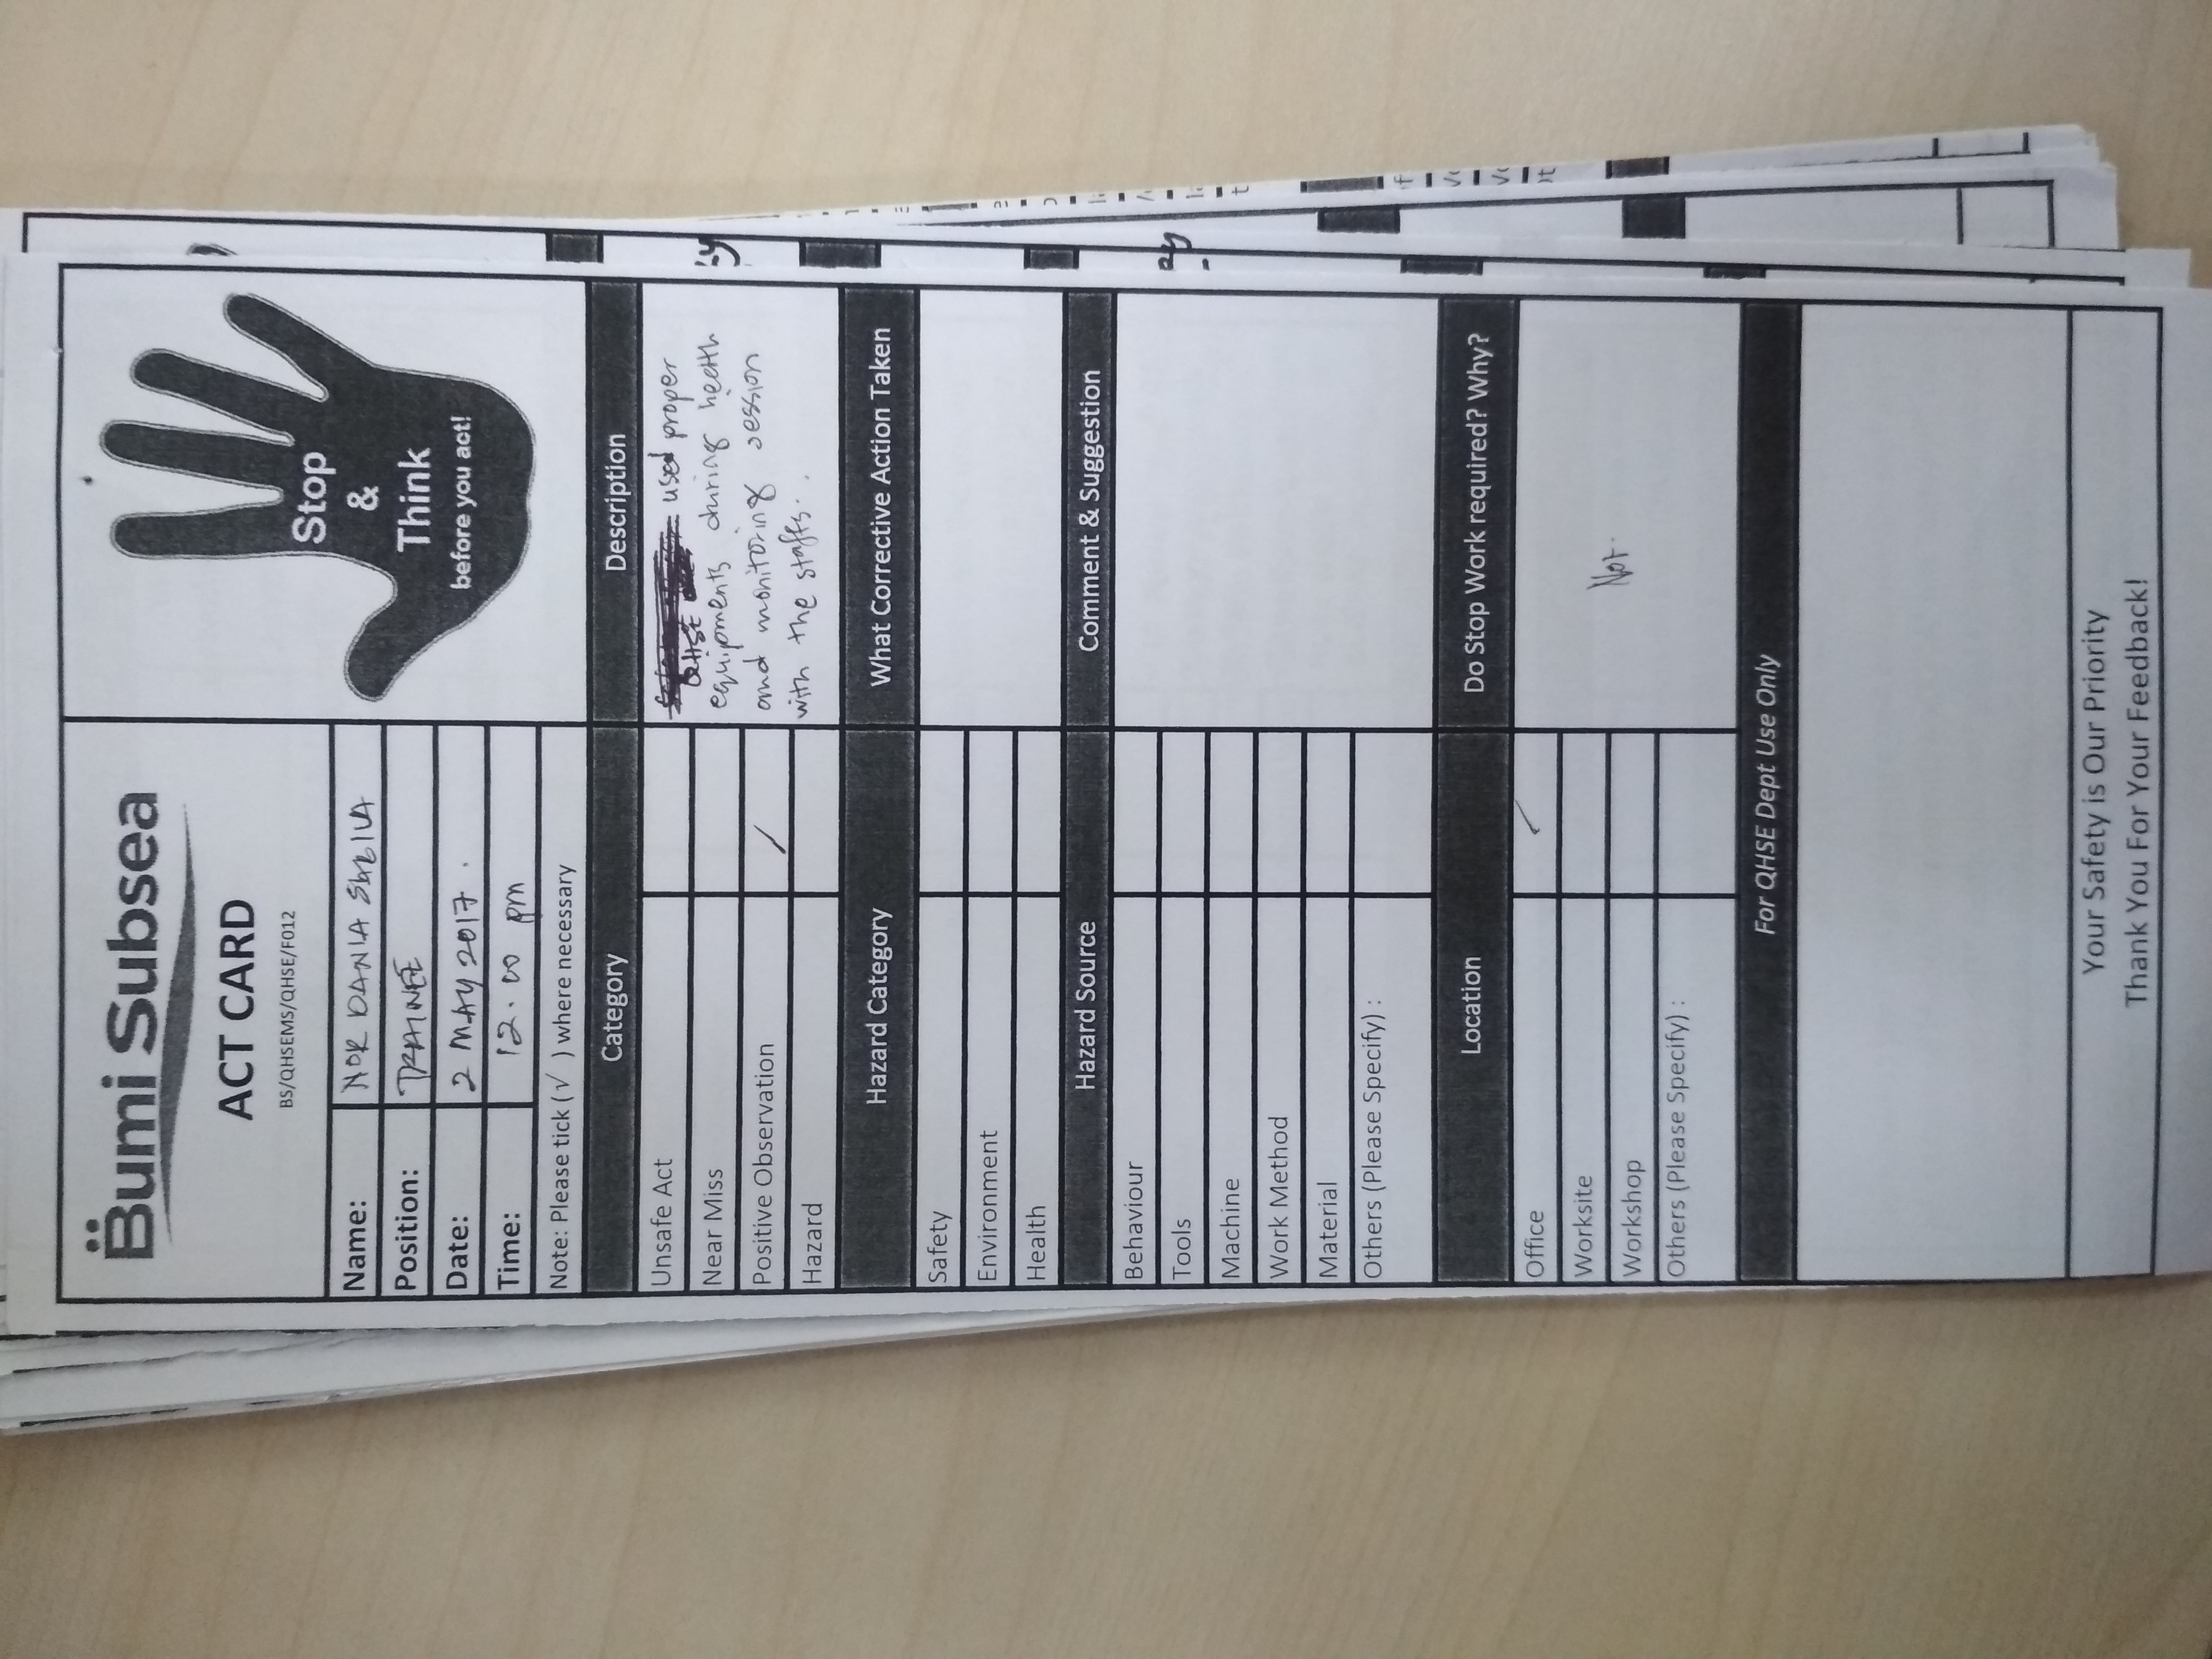 Bumi Subsea
ACT CARD
BS/QHSEMS/QHSE/F012
Stop
&
Think
before you act!
Name: NOR DANIA
Position: TRAINEE
Date: 2 MAY 2017.
Time: 12.00 pm
Note: Please tick (√ ) where necessary
Category
Description
Unsafe Act
Near Miss
Positive Observation /
Hazard
used proper
equipments during heath
and monitoring session
with the staffs..
Hazard Category
What Corrective Action Taken
Safety
Environment
Health
Hazard Source
Comment & Suggestion
Behaviour
Tools
Machine
Work Method
Material
Others (Please Specify) :
Location
Do Stop Work required? Why?
Office /
Worksite
Workshop
Others (Please Specify) :
Not.
For QHSE Dept Use Only
Your Safety is Our Priority
Thank You For Your Feedback!